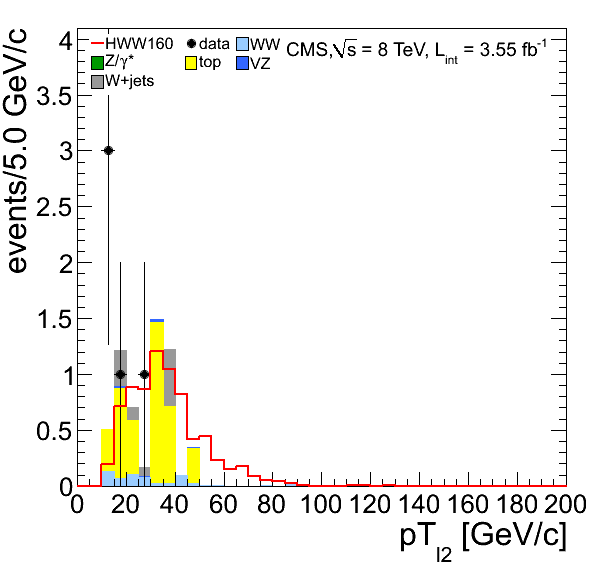 HWW160 data WW
CMS,√s = 8 TeV, L_int = 3.55 fb⁻¹
Z/γ* top VZ
W+jets
events/5.0 GeV/c
4
3.5
3
2.5
2
1.5
1
0.5
0
0 20 40 60 80 100 120 140 160 180 200
pT_l2 [GeV/c]